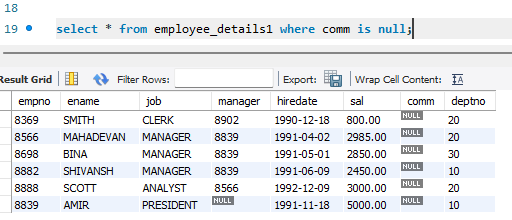 18
19 select * from employee_details1 where comm is null;
Result Grid Filter Rows: Export: Wrap Cell Content: IA
empno ename job manager hiredate sal comm deptno
8369 SMITH CLERK 8902 1990-12-18 800.00 NULL 20
8566 MAHADEVAN MANAGER 8839 1991-04-02 2985.00 NULL 20
8698 BINA MANAGER 8839 1991-05-01 2850.00 NULL 30
8882 SHIVANSH MANAGER 8839 1991-06-09 2450.00 NULL 10
8888 SCOTT ANALYST 8566 1992-12-09 3000.00 NULL 20
8839 AMIR PRESIDENT NULL 1991-11-18 5000.00 NULL 10